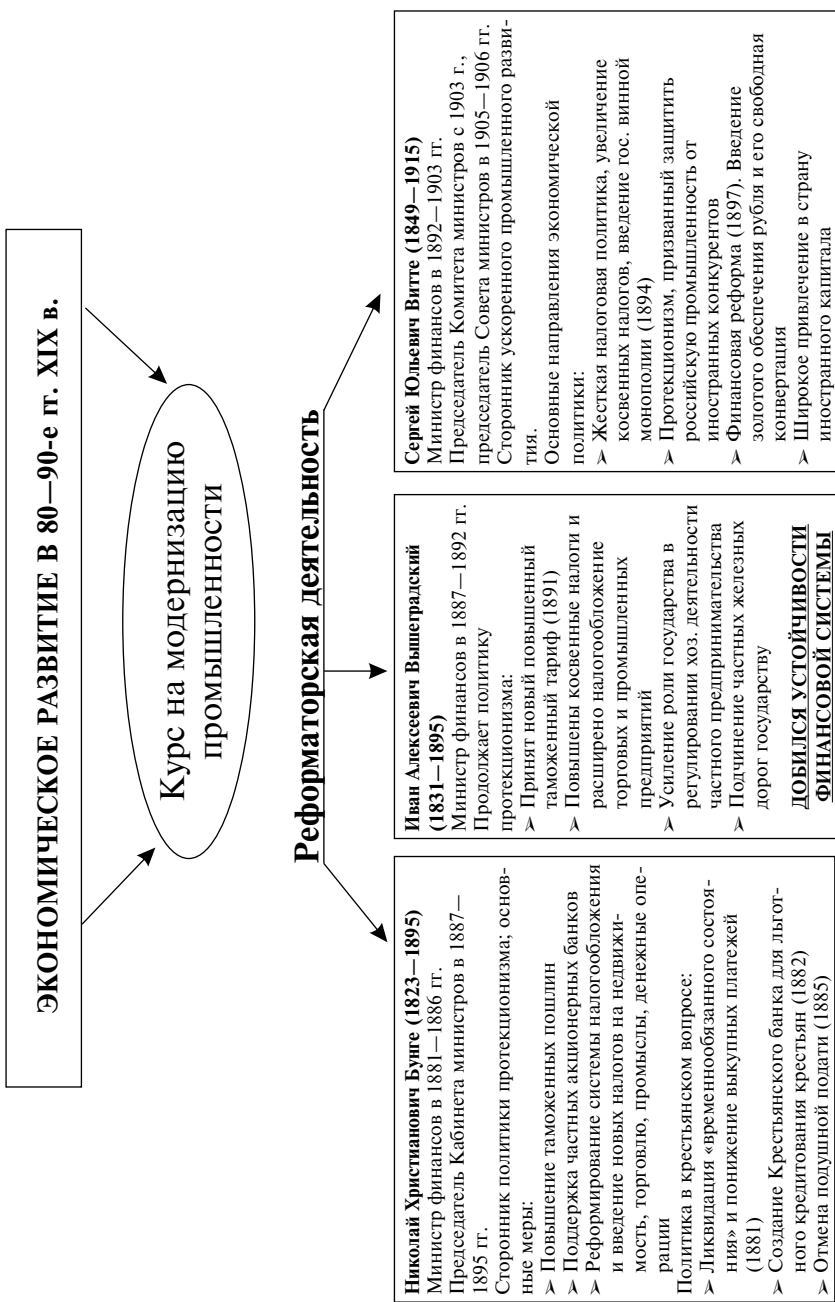 ЭКОНОМИЧЕСКОЕ РАЗВИТИЕ В 80—90-е гг. XIX в.
Курс на модернизацию
промышленности
Реформаторская деятельность
Николай Христианович Бунге (1823—1895)
Министр финансов в 1881—1886 гг.
Председатель Кабинета министров в 1887—
1895 гг.
Сторонник политики протекционизма; основ-
ные меры:
➢ Повышение таможенных пошлин
➢ Поддержка частных акционерных банков
➢ Реформирование системы налогообложения
и введение новых налогов на недвижи-
мость, торговлю, промыслы, денежные опе-
рации
Политика в крестьянском вопросе:
➢ Ликвидация «временнообязанного состоя-
ния» и понижение выкупных платежей
(1881)
➢ Создание Крестьянского банка для льгот-
ного кредитования крестьян (1882)
➢ Отмена подушной подати (1885)
Иван Алексеевич Вышеградский
(1831—1895)
Министр финансов в 1887—1892 гг.
Продолжает политику
протекционизма:
➢ Принят новый повышенный
таможенный тариф (1891)
➢ Повышены косвенные налоги и
расширено налогообложение
торговых и промышленных
предприятий
➢ Усиление роли государства в
регулировании хоз. деятельности
частного предпринимательства
➢ Подчинение частных железных
дорог государству
ДОБИЛСЯ УСТОЙЧИВОСТИ
ФИНАНСОВОЙ СИСТЕМЫ
Сергей Юльевич Витте (1849—1915)
Министр финансов в 1892—1903 гг.
Председатель Комитета министров с 1903 г.,
председатель Совета министров в 1905—1906 гг.
Сторонник ускоренного промышленного разви-
тия.
Основные направления экономической
политики:
➢ Жесткая налоговая политика, увеличение
косвенных налогов, введение гос. винной
монополии (1894)
➢ Протекционизм, призванный защитить
российскую промышленность от
иностранных конкурентов
➢ Финансовая реформа (1897). Введение
золотого обеспечения рубля и его свободная
конвертация
➢ Широкое привлечение в страну
иностранного капитала